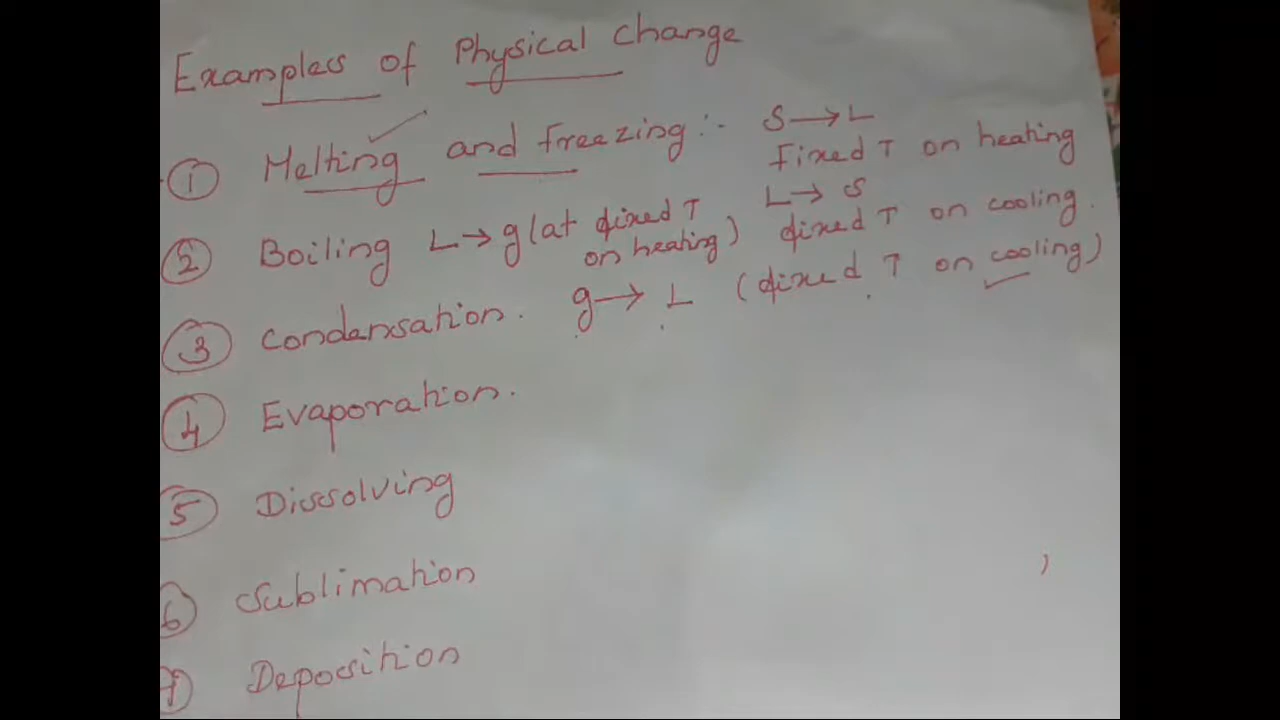 Examples of Physical change
① Melting and freezing :- S → L
Fixed T on heating
L → S
fixed T on cooling.
② Boiling L → g (at fixed T
on heating)
③ Condensation. g → L (fixed T on cooling)
④ Evaporation.
⑤ Dissolving
⑥ Sublimation
⑦ Deposition